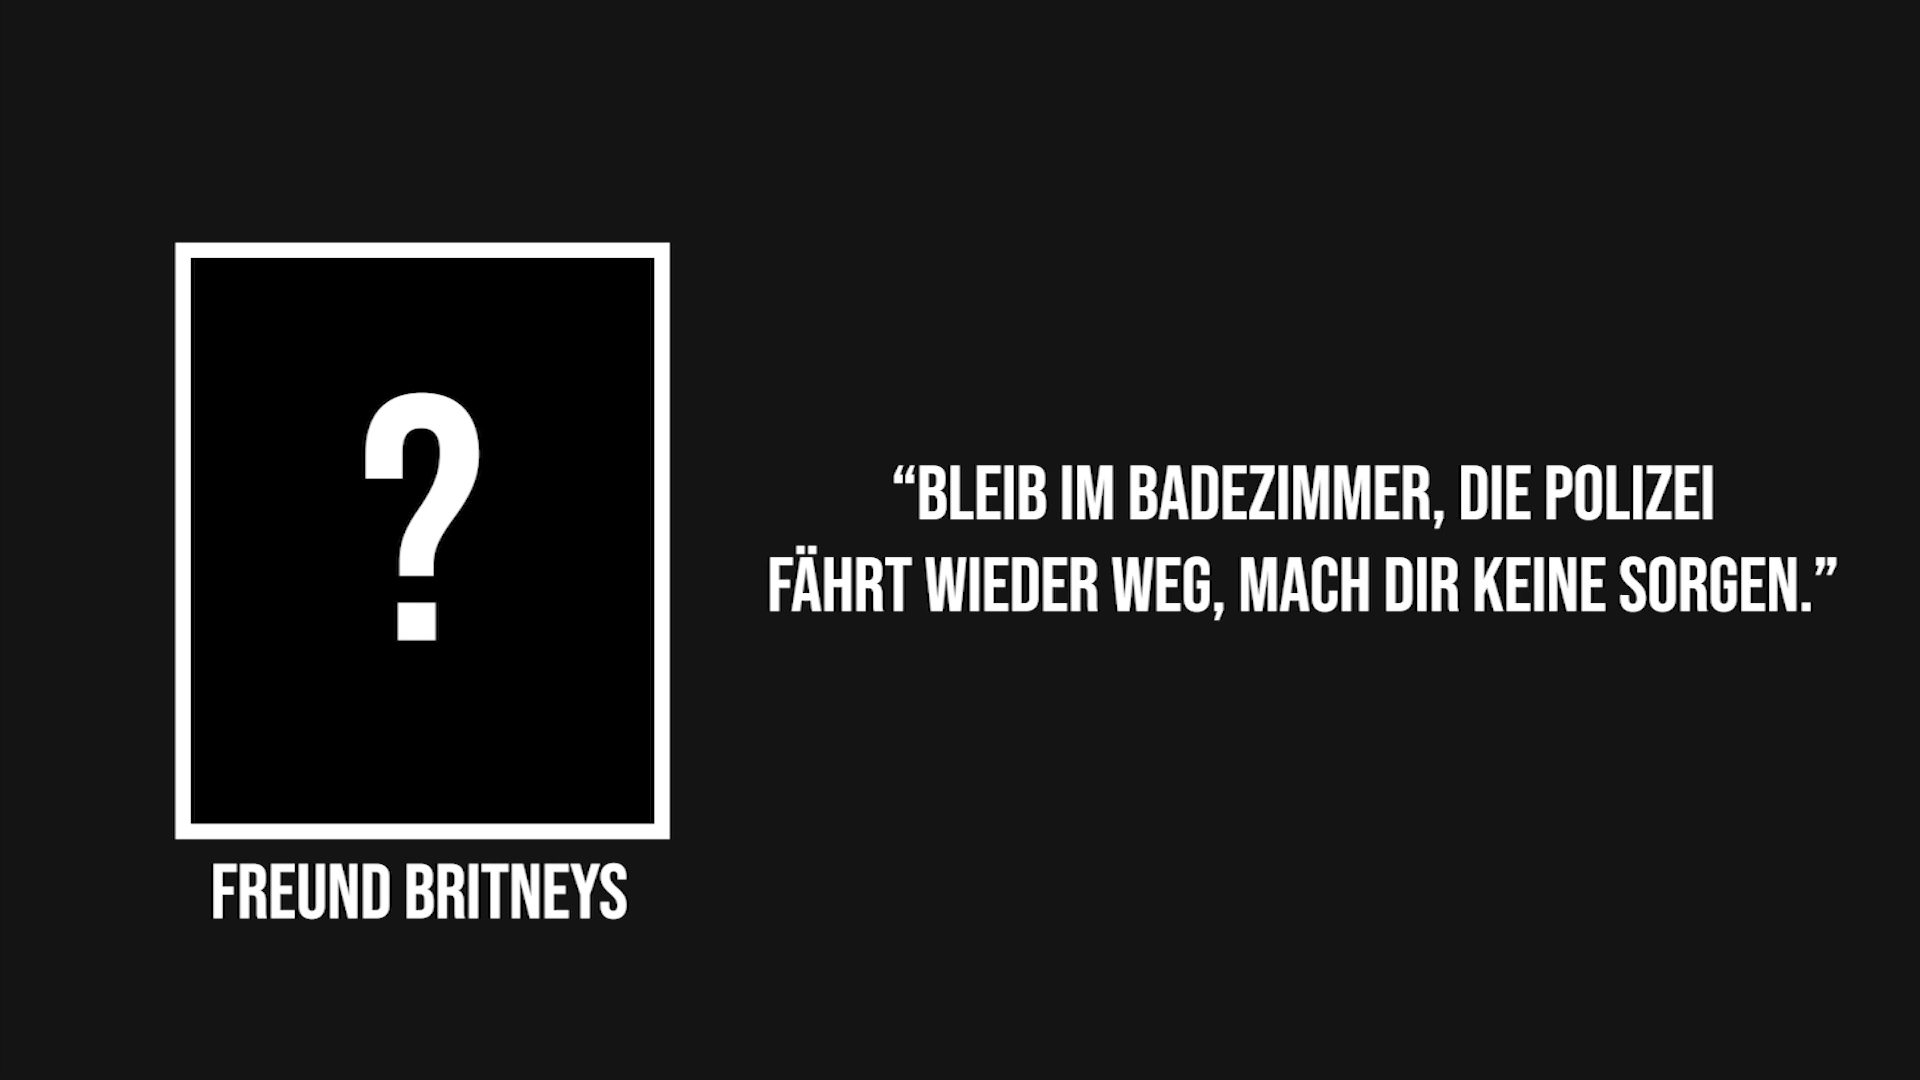 ?
“BLEIB IM BADEZIMMER, DIE POLIZEI
FÄHRT WIEDER WEG, MACH DIR KEINE SORGEN.”
FREUND BRITNEYS